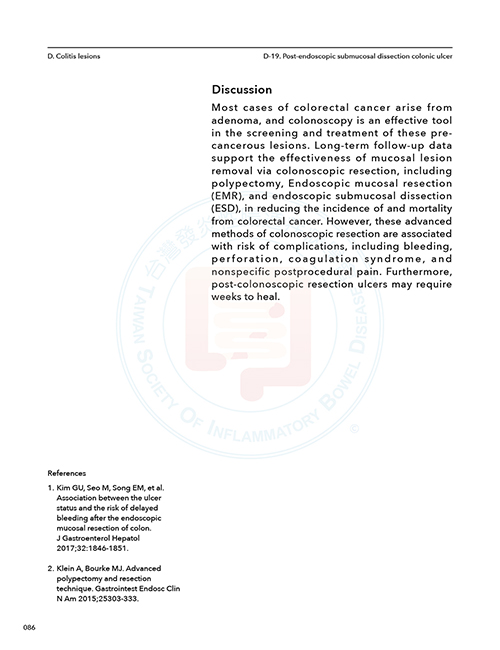 D. Colitis lesions
D-19. Post-endoscopic submucosal dissection colonic ulcer
Discussion
Most cases of colorectal cancer arise from
adenoma, and colonoscopy is an effective tool
in the screening and treatment of these pre-
cancerous lesions. Long-term follow-up data
support the effectiveness of mucosal lesion
removal via colonoscopic resection, including
polypectomy, Endoscopic mucosal resection
(EMR), and endoscopic submucosal dissection
(ESD), in reducing the incidence of and mortality
from colorectal cancer. However, these advanced
methods of colonoscopic resection are associated
with risk of complications, including bleeding,
perforation, coagulation syndrome, and
nonspecific postprocedural pain. Furthermore,
post-colonoscopic resection ulcers may require
weeks to heal.
台灣發炎
TAIWAN SOCIETY OF INFLAMMATORY BOWEL DISEASE
®
References
1. Kim GU, Seo M, Song EM, et al.
Association between the ulcer
status and the risk of delayed
bleeding after the endoscopic
mucosal resection of colon.
J Gastroenterol Hepatol
2017;32:1846-1851.
2. Klein A, Bourke MJ. Advanced
polypectomy and resection
technique. Gastrointest Endosc Clin
N Am 2015;25303-333.
086